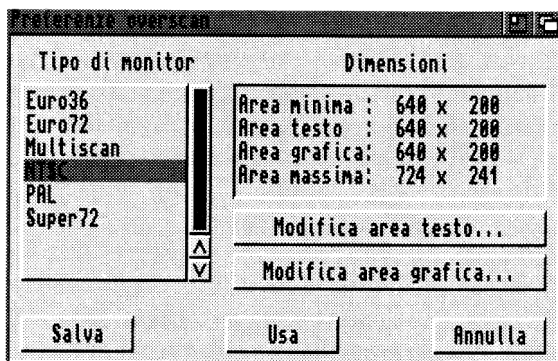 Preferenze overscan
Tipo di monitor
Euro36
Euro72
Multiscan
NTSC
PAL
Super72
Dimensioni
Area minima : 640 x 200
Area testo : 640 x 200
Area grafica: 640 x 200
Area massima: 724 x 241
Modifica area testo...
Modifica area grafica...
Salva
Usa
Annulla